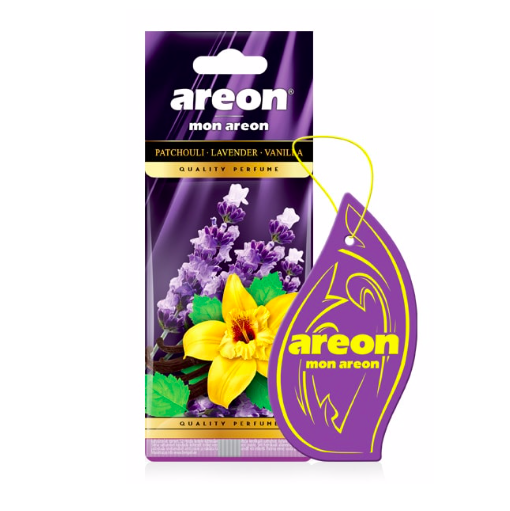 areon®
mon areon
PATCHOULI · LAVENDER · VANILLA
QUALITY PERFUME
areon
mon areon
QUALITY PERFUME